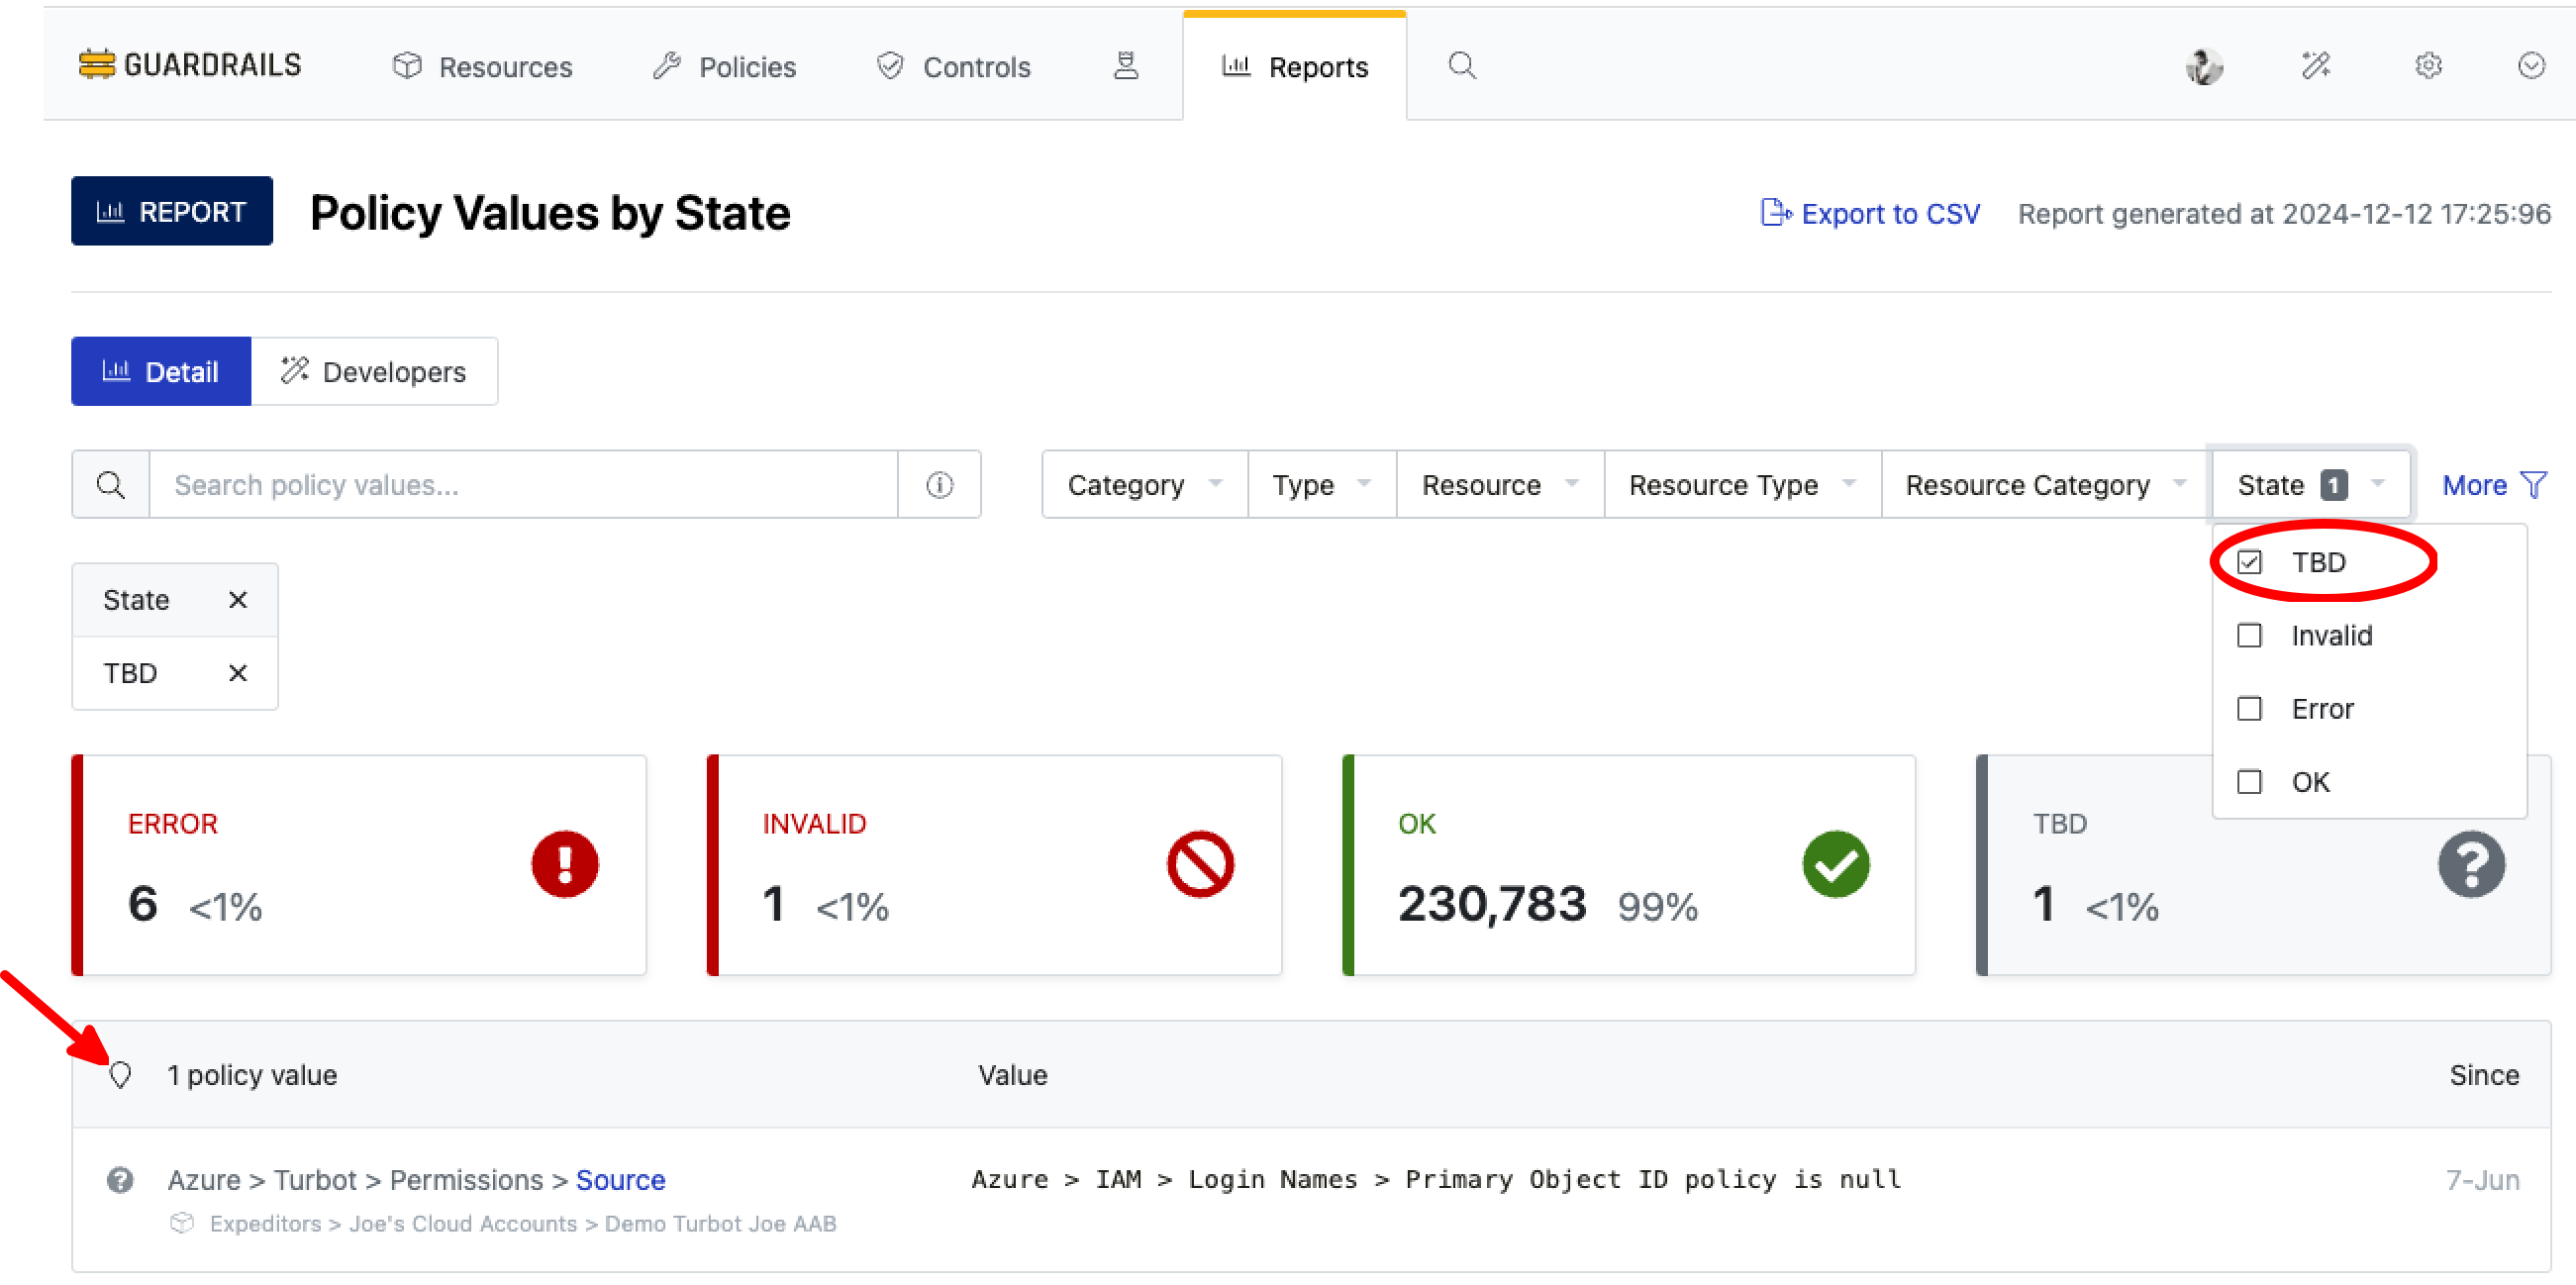 GUARDRAILS Resources Policies Controls Reports
REPORT Policy Values by State Export to CSV Report generated at 2024-12-12 17:25:96
Detail Developers
Search policy values... Category Type Resource Resource Type Resource Category State 1 More
TBD
Invalid
Error
OK
State
TBD
ERROR INVALID OK TBD
6 <1% 1 <1% 230,783 99% 1 <1%
1 policy value Value Since
Azure > Turbot > Permissions > Source Azure > IAM > Login Names > Primary Object ID policy is null 7-Jun
Expeditors > Joe's Cloud Accounts > Demo Turbot Joe AAB